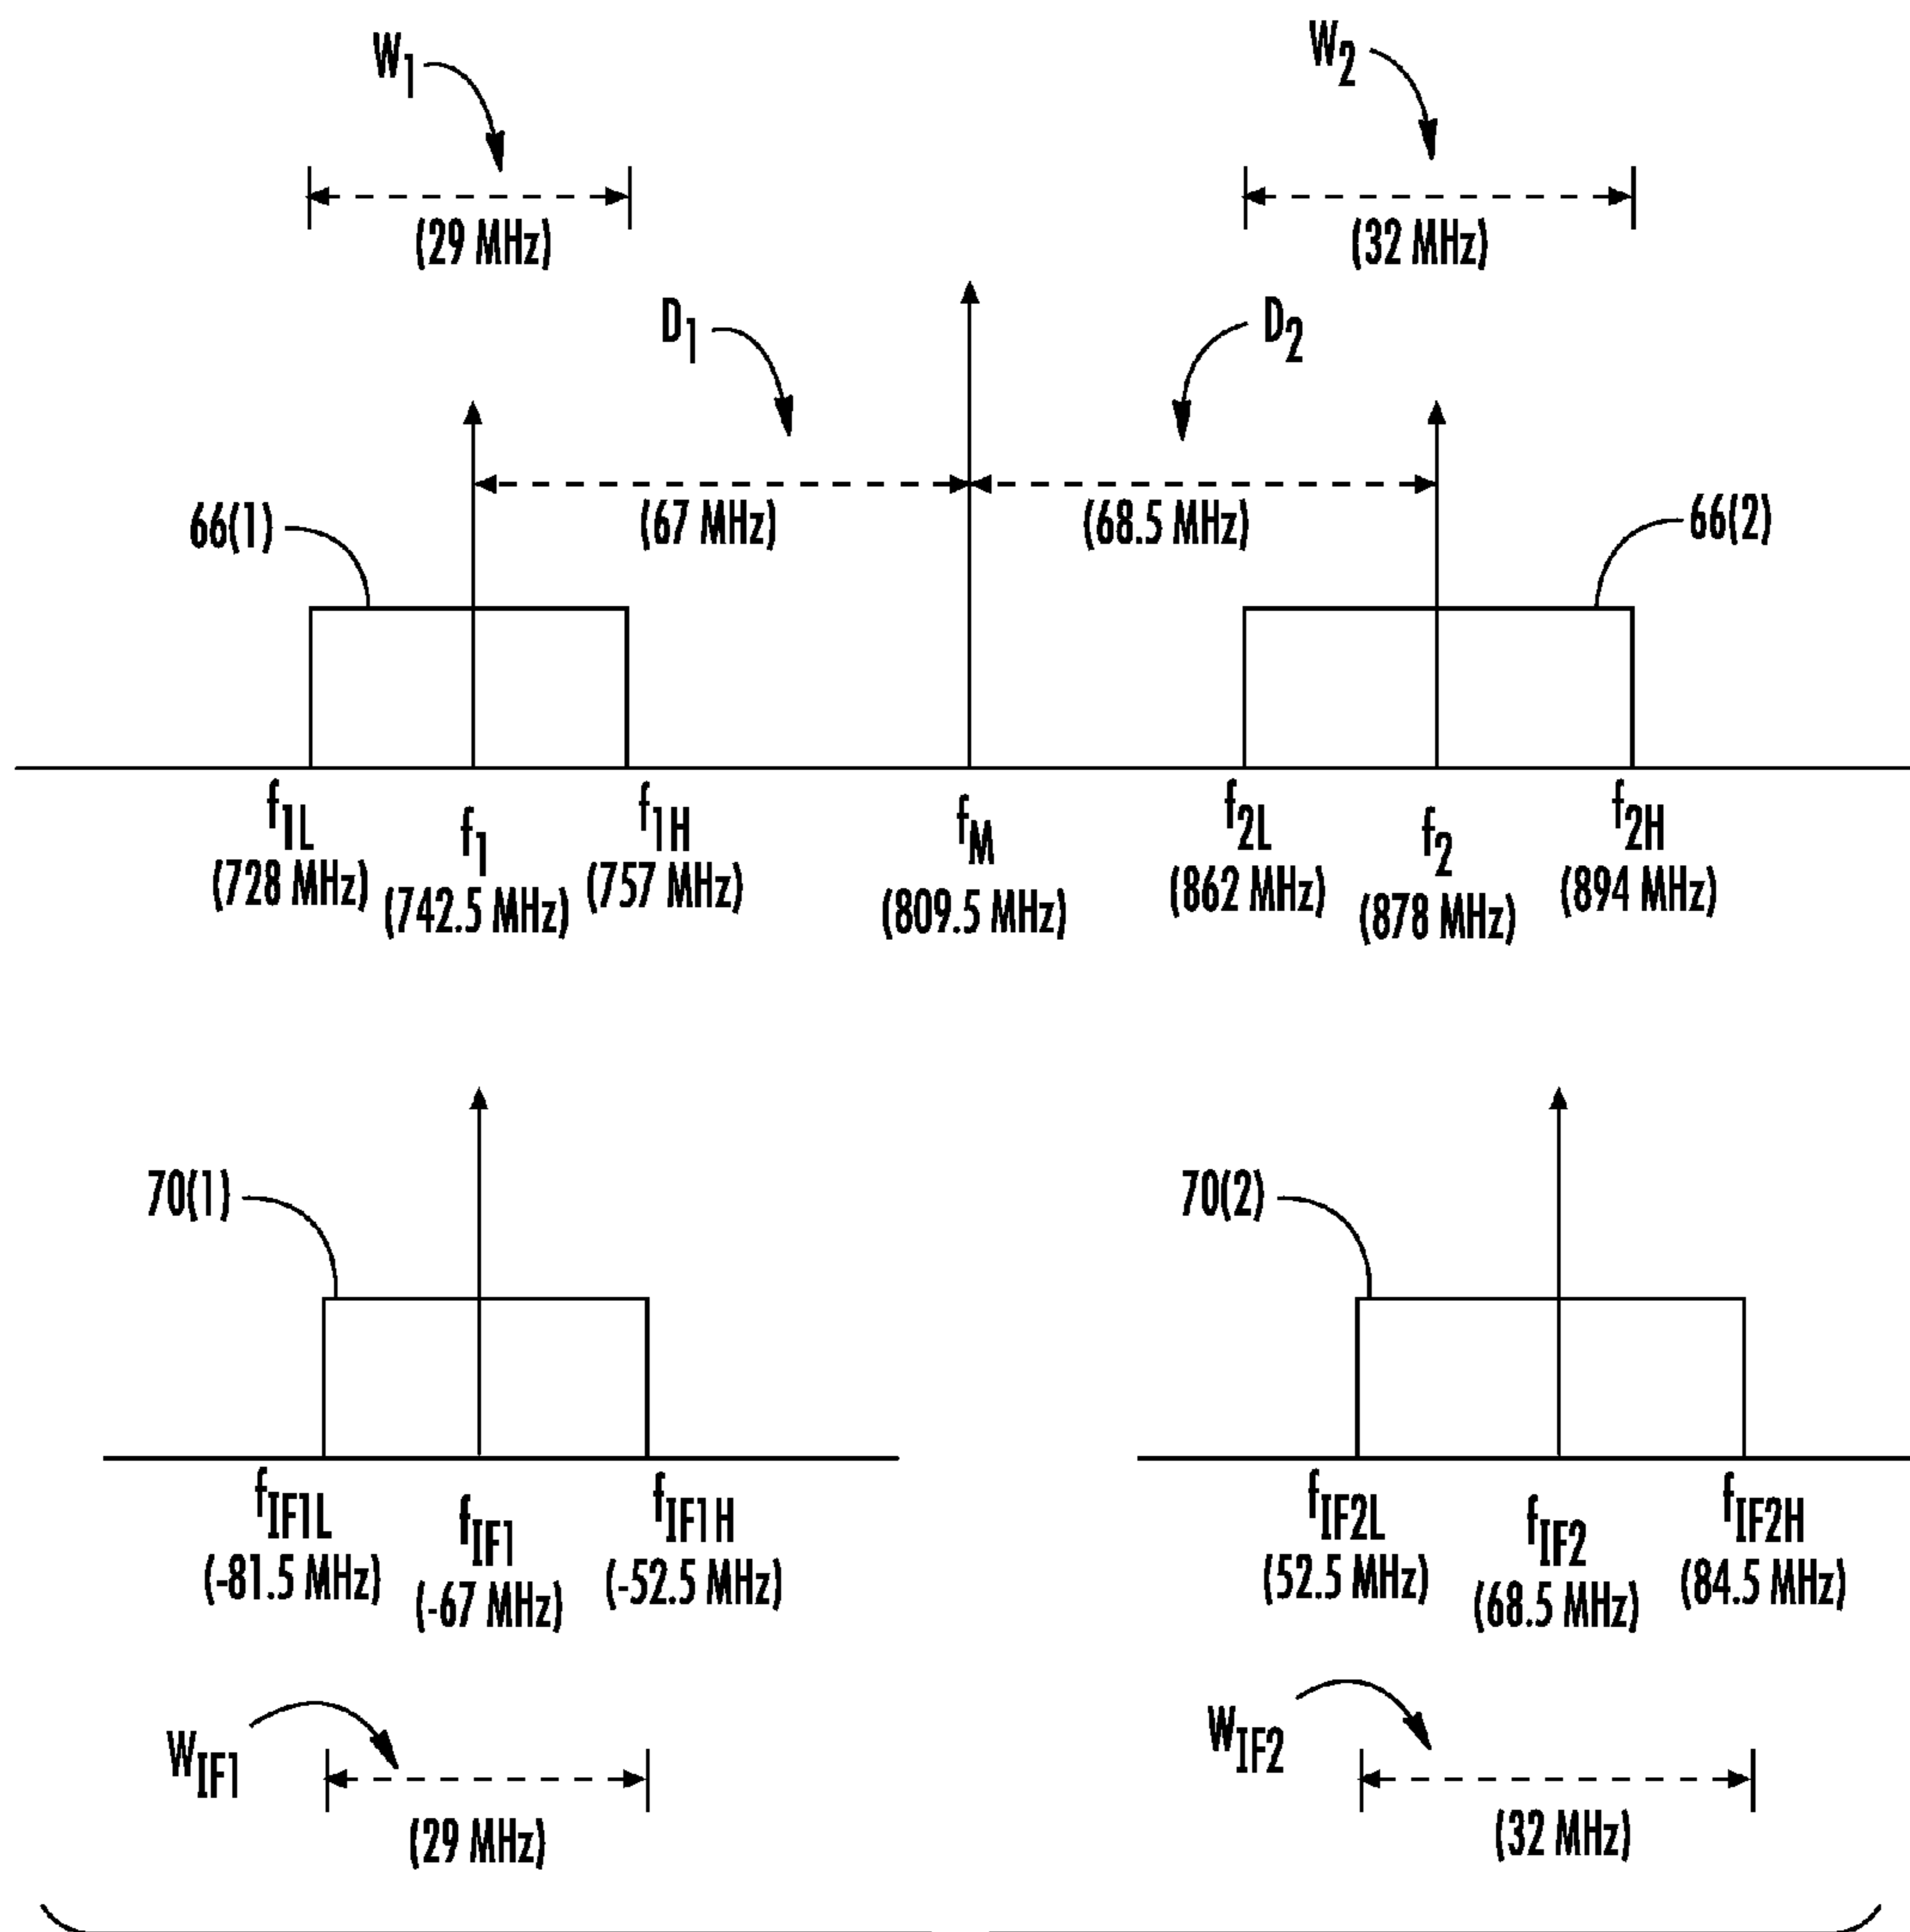 W1
W2
(29 MHz)
(32 MHz)
D1
D2
(67 MHz)
(68.5 MHz)
66(1)
66(2)
f1L
(728 MHz)
f1
(742.5 MHz)
f1H
(757 MHz)
fM
(809.5 MHz)
f2L
(862 MHz)
f2
(878 MHz)
f2H
(894 MHz)
70(1)
70(2)
fIF1L
(-81.5 MHz)
fIF1
(-67 MHz)
fIF1H
(-52.5 MHz)
fIF2L
(52.5 MHz)
fIF2
(68.5 MHz)
fIF2H
(84.5 MHz)
WIF1
(29 MHz)
WIF2
(32 MHz)